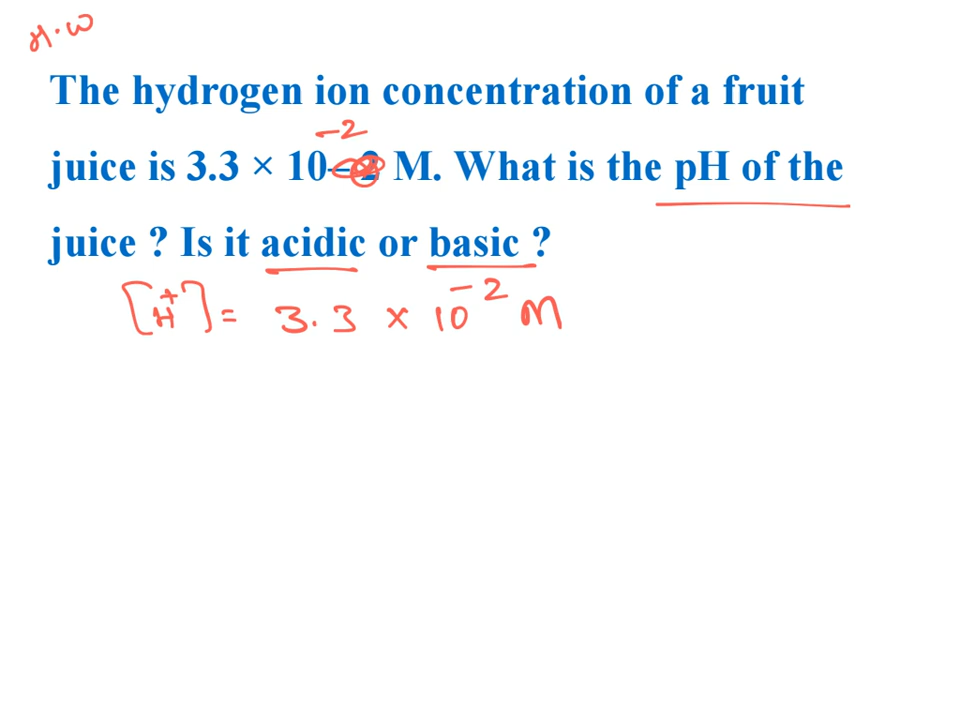 H.W
The hydrogen ion concentration of a fruit
-2
juice is 3.3 × 10 M. What is the pH of the
juice ? Is it acidic or basic ?
[H+] = 3.3 × 10-2 M